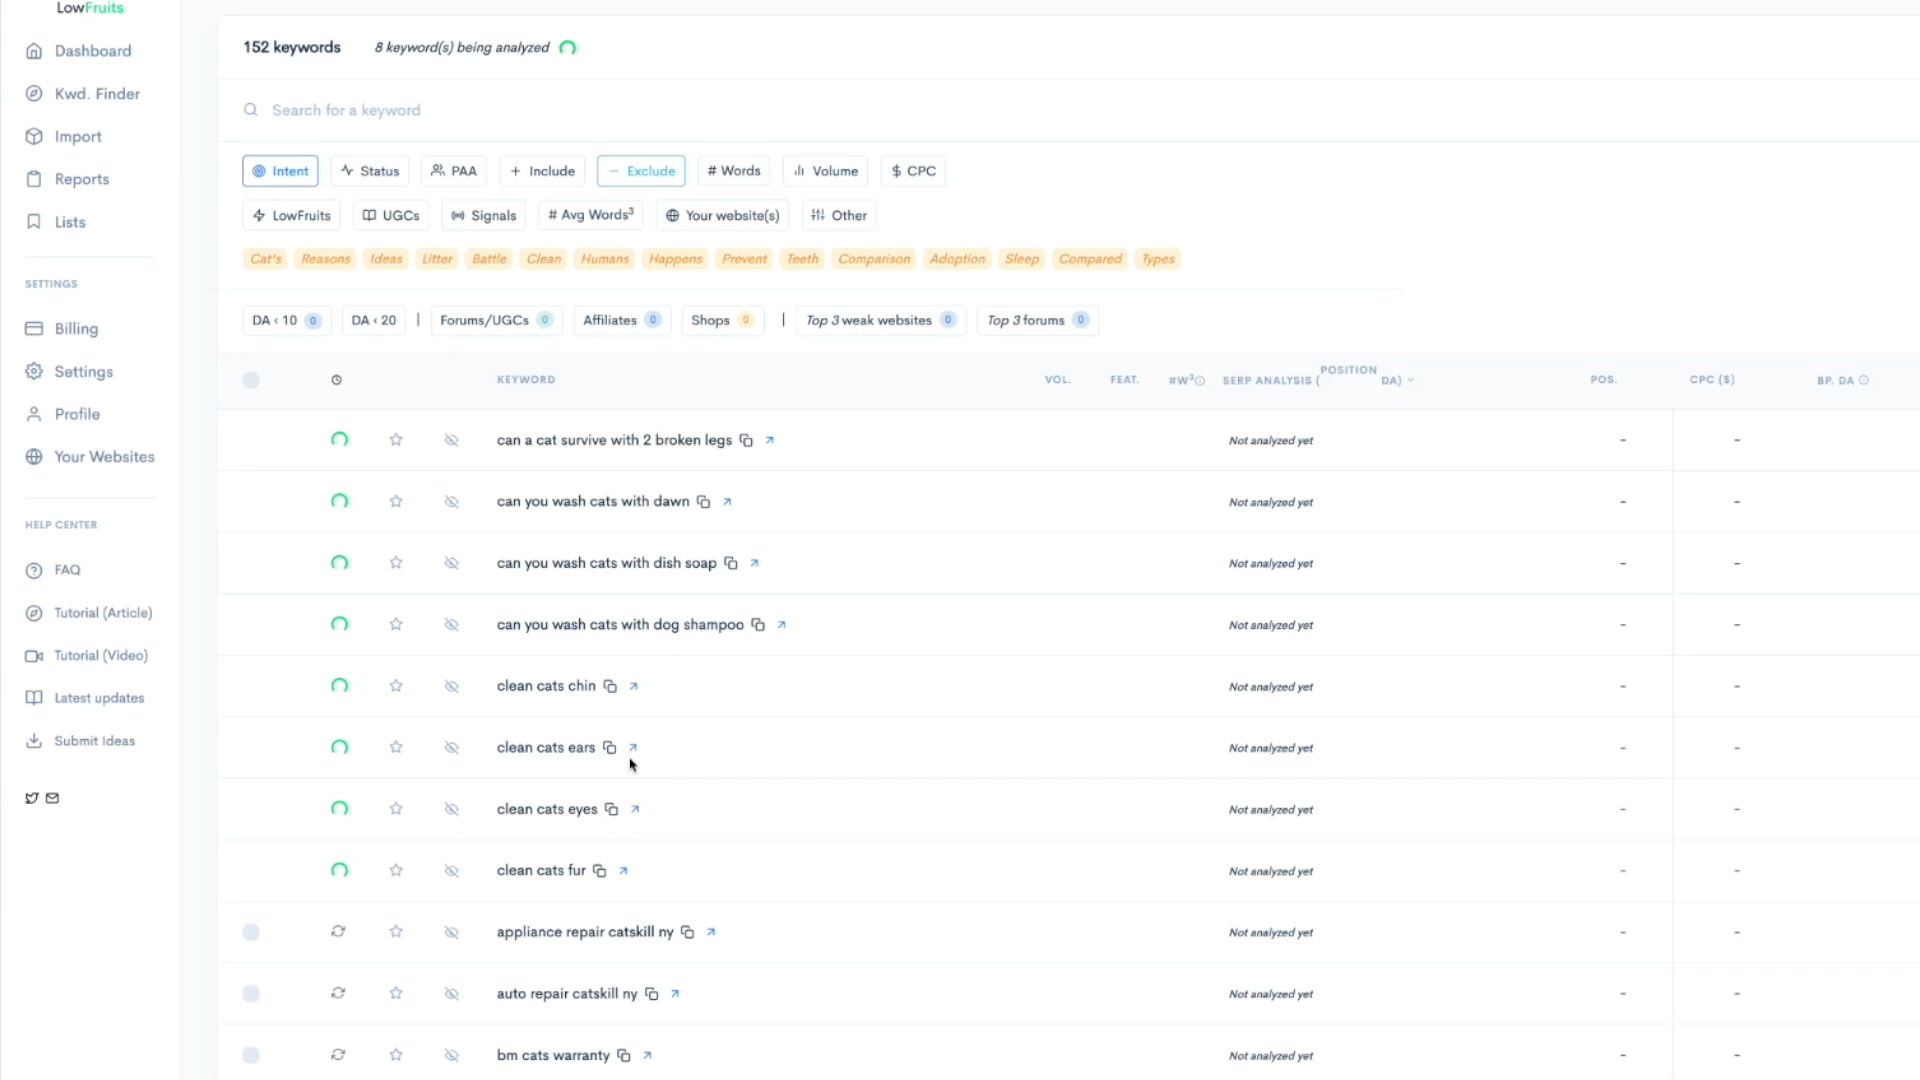 LowFruits
Dashboard
Kwd. Finder
Import
Reports
Lists
SETTINGS
Billing
Settings
Profile
Your Websites
HELP CENTER
FAQ
Tutorial (Article)
Tutorial (Video)
Latest updates
Submit Ideas
152 keywords 8 keyword(s) being analyzed
Search for a keyword
Intent Status PAA + Include − Exclude # Words Volume $ CPC
LowFruits UGCs Signals # Avg Words³ Your website(s) Other
Cat's Reasons Ideas Litter Battle Clean Humans Happens Prevent Teeth Comparison Adoption Sleep Compared Types
DA < 10 0 DA < 20 | Forums/UGCs 0 Affiliates 0 Shops 0 | Top 3 weak websites 0 Top 3 forums 0
KEYWORD VOL. FEAT. #W³ SERP ANALYSIS (POSITION DA) POS. CPC ($) BP. DA
can a cat survive with 2 broken legs Not analyzed yet - -
can you wash cats with dawn Not analyzed yet - -
can you wash cats with dish soap Not analyzed yet - -
can you wash cats with dog shampoo Not analyzed yet - -
clean cats chin Not analyzed yet - -
clean cats ears Not analyzed yet - -
clean cats eyes Not analyzed yet - -
clean cats fur Not analyzed yet - -
appliance repair catskill ny Not analyzed yet - -
auto repair catskill ny Not analyzed yet - -
bm cats warranty Not analyzed yet - -